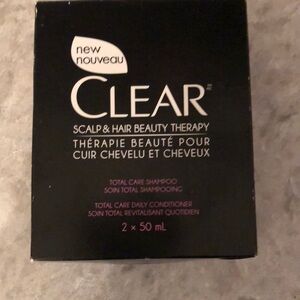 new
nouveau
CLEAR
SCALP & HAIR BEAUTY THERAPY
THÉRAPIE BEAUTÉ POUR
CUIR CHEVELU ET CHEVEUX
TOTAL CARE SHAMPOO
SOIN TOTAL SHAMPOOING
TOTAL CARE DAILY CONDITIONER
SOIN TOTAL REVITALISANT QUOTIDIEN
2 × 50 mL